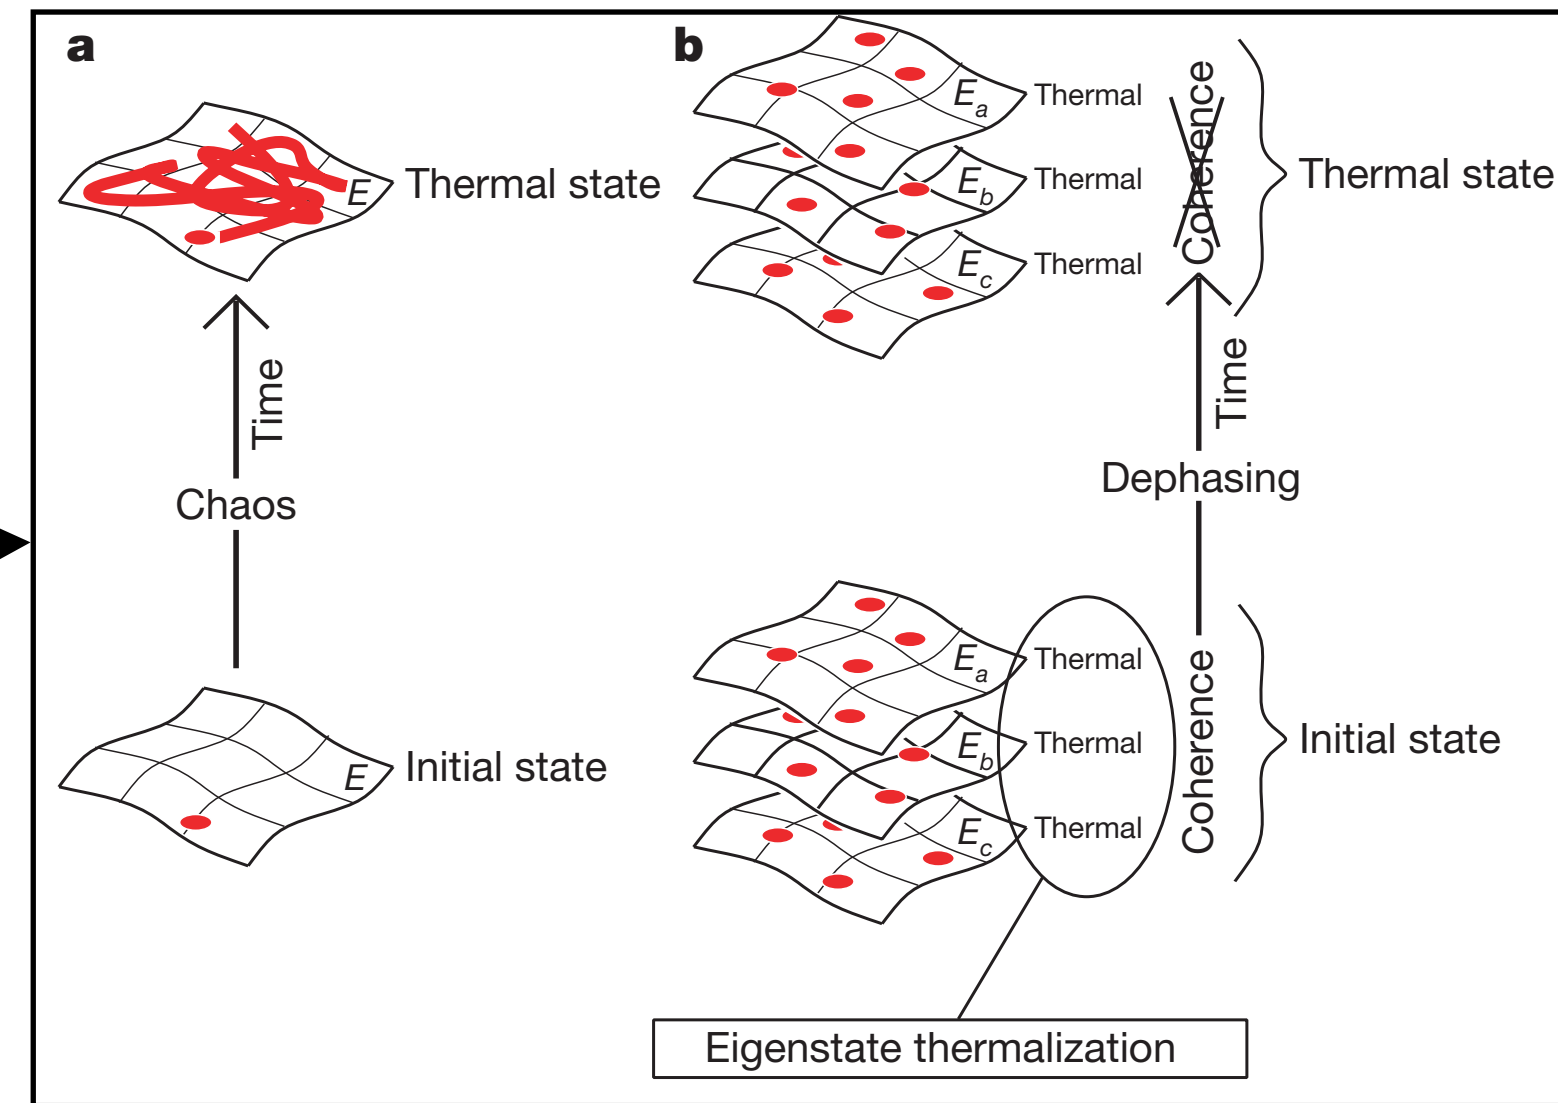 a
E
Thermal state
Time
Chaos
E
Initial state
b
Ea Thermal
Eb Thermal
Ec Thermal
Coherence
Thermal state
Time
Dephasing
Ea Thermal
Eb Thermal
Ec Thermal
Coherence
Initial state
Eigenstate thermalization